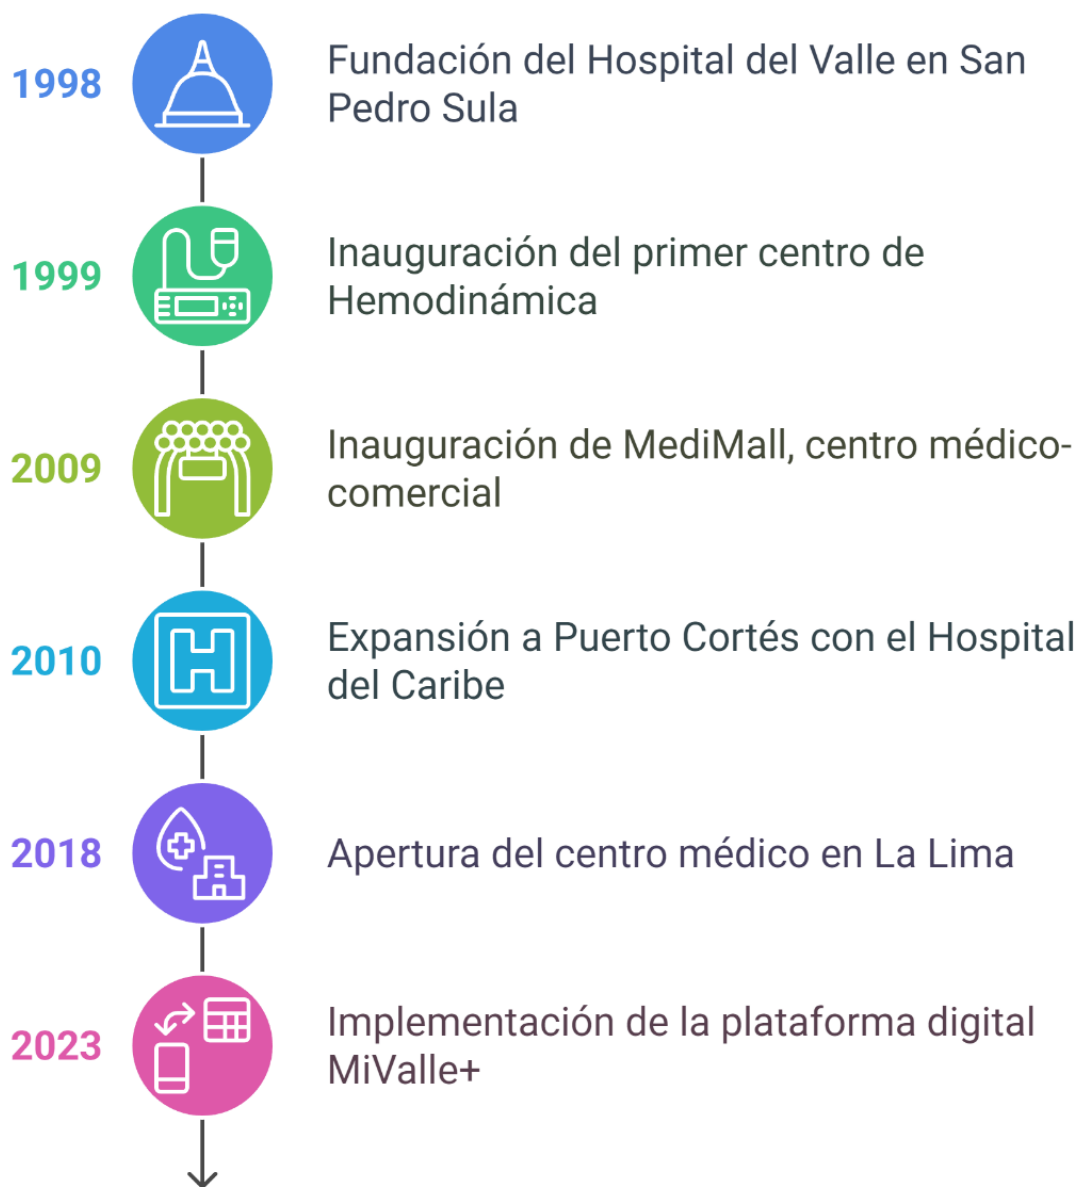 1998
Fundación del Hospital del Valle en San
Pedro Sula
1999
Inauguración del primer centro de
Hemodinámica
2009
Inauguración de MediMall, centro médico-
comercial
2010
Expansión a Puerto Cortés con el Hospital
del Caribe
2018
Apertura del centro médico en La Lima
2023
Implementación de la plataforma digital
MiValle+